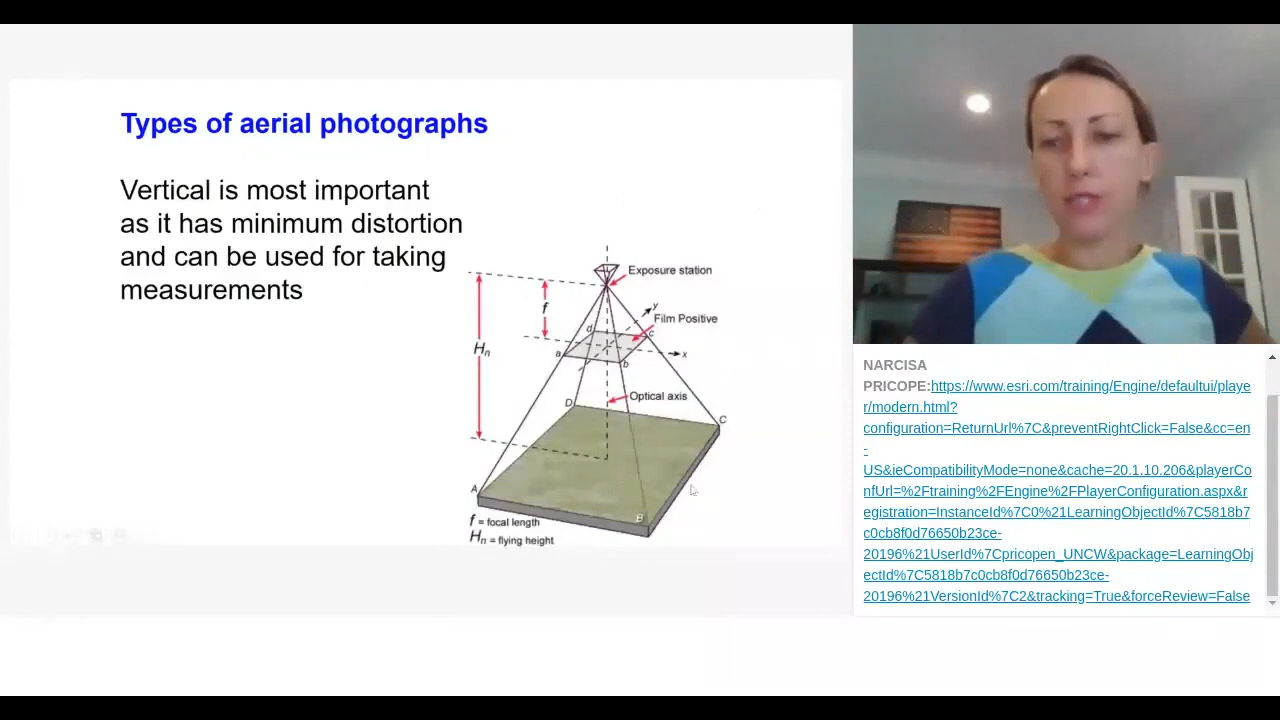 Types of aerial photographs
Vertical is most important
as it has minimum distortion
and can be used for taking
measurements
Exposure station
f
y
Film Positive
d
c
Hn
a
x
b
D
Optical axis
C
A
B
f = focal length
Hn = flying height
NARCISA
PRICOPE:https://www.esri.com/training/Engine/defaultui/playe
r/modern.html?
configuration=ReturnUrl%7C&preventRightClick=False&cc=en
-
US&ieCompatibilityMode=none&cache=20.1.10.206&playerCo
nfUrl=%2Ftraining%2FEngine%2FPlayerConfiguration.aspx&r
egistration=InstanceId%7C0%21LearningObjectId%7C5818b7
c0cb8f0d76650b23ce-
20196%21UserId%7Cpricopen_UNCW&package=LearningObj
ectId%7C5818b7c0cb8f0d76650b23ce-
20196%21VersionId%7C2&tracking=True&forceReview=False